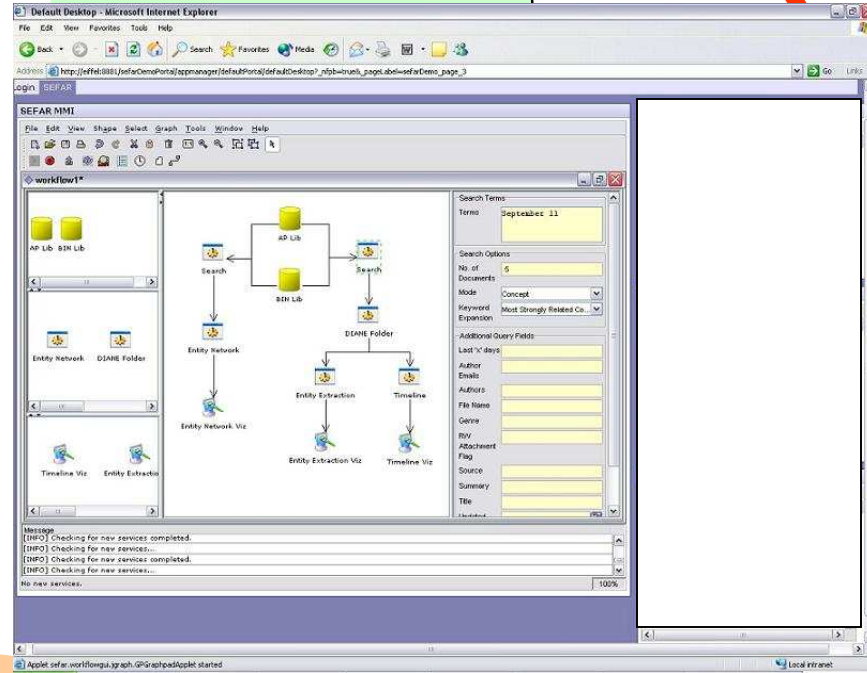 Default Desktop - Microsoft Internet Explorer
File Edit View Favorites Tools Help
Back Search Favorites Media
Address http://eiffel:8881/sefarDemoPortal/appmanager/defaultPortal/defaultDesktop?_nfpb=true&_pageLabel=sefarDemo_page_3 Go Links
Login SEFAR
SEFAR MMI
File Edit View Shape Select Graph Tools Window Help
workflow1*
AP Lib BIN Lib
Entity Network DIANE Folder
Timeline Viz Entity Extractio
AP Lib
Search
Search
BIN Lib
DIANE Folder
Entity Network
Entity Extraction Timeline
Entity Network Viz
Entity Extraction Viz Timeline Viz
Search Terms
Terms September 11
Search Options
No. of Documents 5
Mode Concept
Keyword Expansion Most Strongly Related Co...
Additional Query Fields
Last 'x' days
Author Emails
Authors
File Name
Genre
Attachment Flag
Source
Summary
Title
Updated
Message
[INFO] Checking for new services completed.
[INFO] Checking for new services...
[INFO] Checking for new services completed.
[INFO] Checking for new services...
No new services. 100%
Applet sefar.workflowgui.jgraph.GPGraphpadApplet started Local intranet